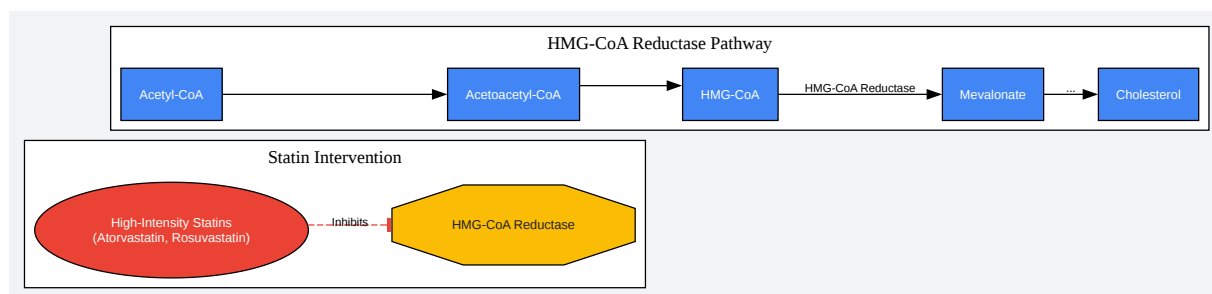 HMG-CoA Reductase Pathway
Acetyl-CoA
Acetoacetyl-CoA
HMG-CoA
HMG-CoA Reductase
Mevalonate
...
Cholesterol
Statin Intervention
High-Intensity Statins
(Atorvastatin, Rosuvastatin)
Inhibits
HMG-CoA Reductase